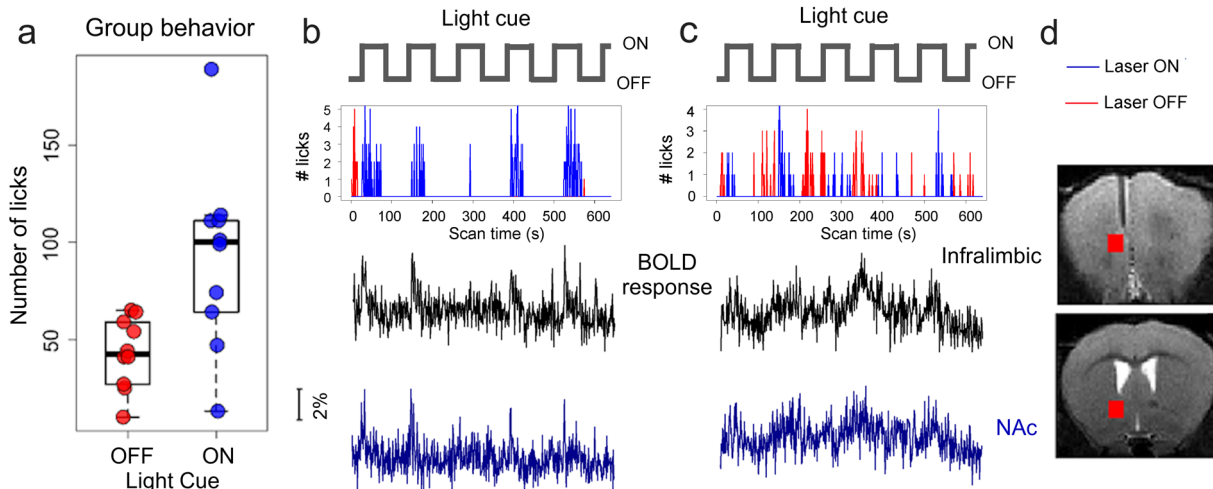 a
Group behavior
Number of licks
150
100
50
OFF
ON
Light Cue
b
Light cue
ON
OFF
# licks
5
4
3
2
1
0
0
100
200
300
400
500
600
Scan time (s)
BOLD
response
2%
c
Light cue
ON
OFF
# licks
4
3
2
1
0
0
100
200
300
400
500
600
Scan time (s)
Infralimbic
NAc
d
Laser ON
Laser OFF